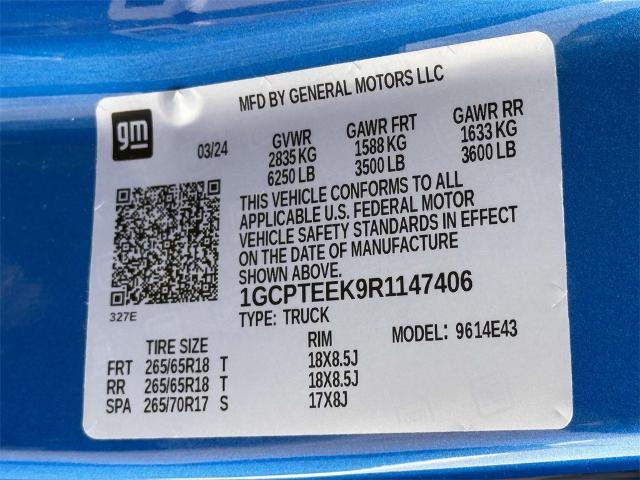 MFD BY GENERAL MOTORS LLC
gm
03/24
GVWR GAWR FRT GAWR RR
2835 KG 1588 KG 1633 KG
6250 LB 3500 LB 3600 LB
THIS VEHICLE CONFORMS TO ALL
APPLICABLE U.S. FEDERAL MOTOR
VEHICLE SAFETY STANDARDS IN EFFECT
ON THE DATE OF MANUFACTURE
SHOWN ABOVE.
1GCPTEEK9R1147406
327E
TYPE: TRUCK
MODEL: 9614E43
TIRE SIZE RIM
FRT 265/65R18 T 18X8.5J
RR 265/65R18 T 18X8.5J
SPA 265/70R17 S 17X8J